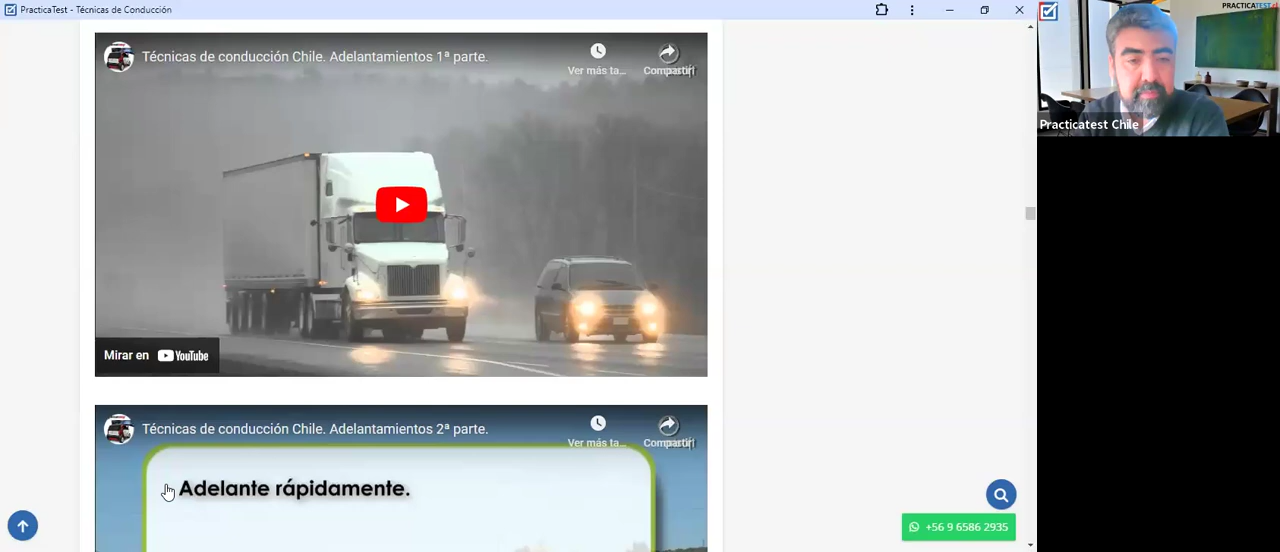 PracticaTest - Técnicas de Conducción
PRACTICATEST.cl
Técnicas de conducción Chile. Adelantamientos 1ª parte.
Ver más ta...
Compartir
Practicatest Chile
Mirar en YouTube
Técnicas de conducción Chile. Adelantamientos 2ª parte.
Ver más ta...
Compartir
Adelante rápidamente.
+56 9 6586 2935